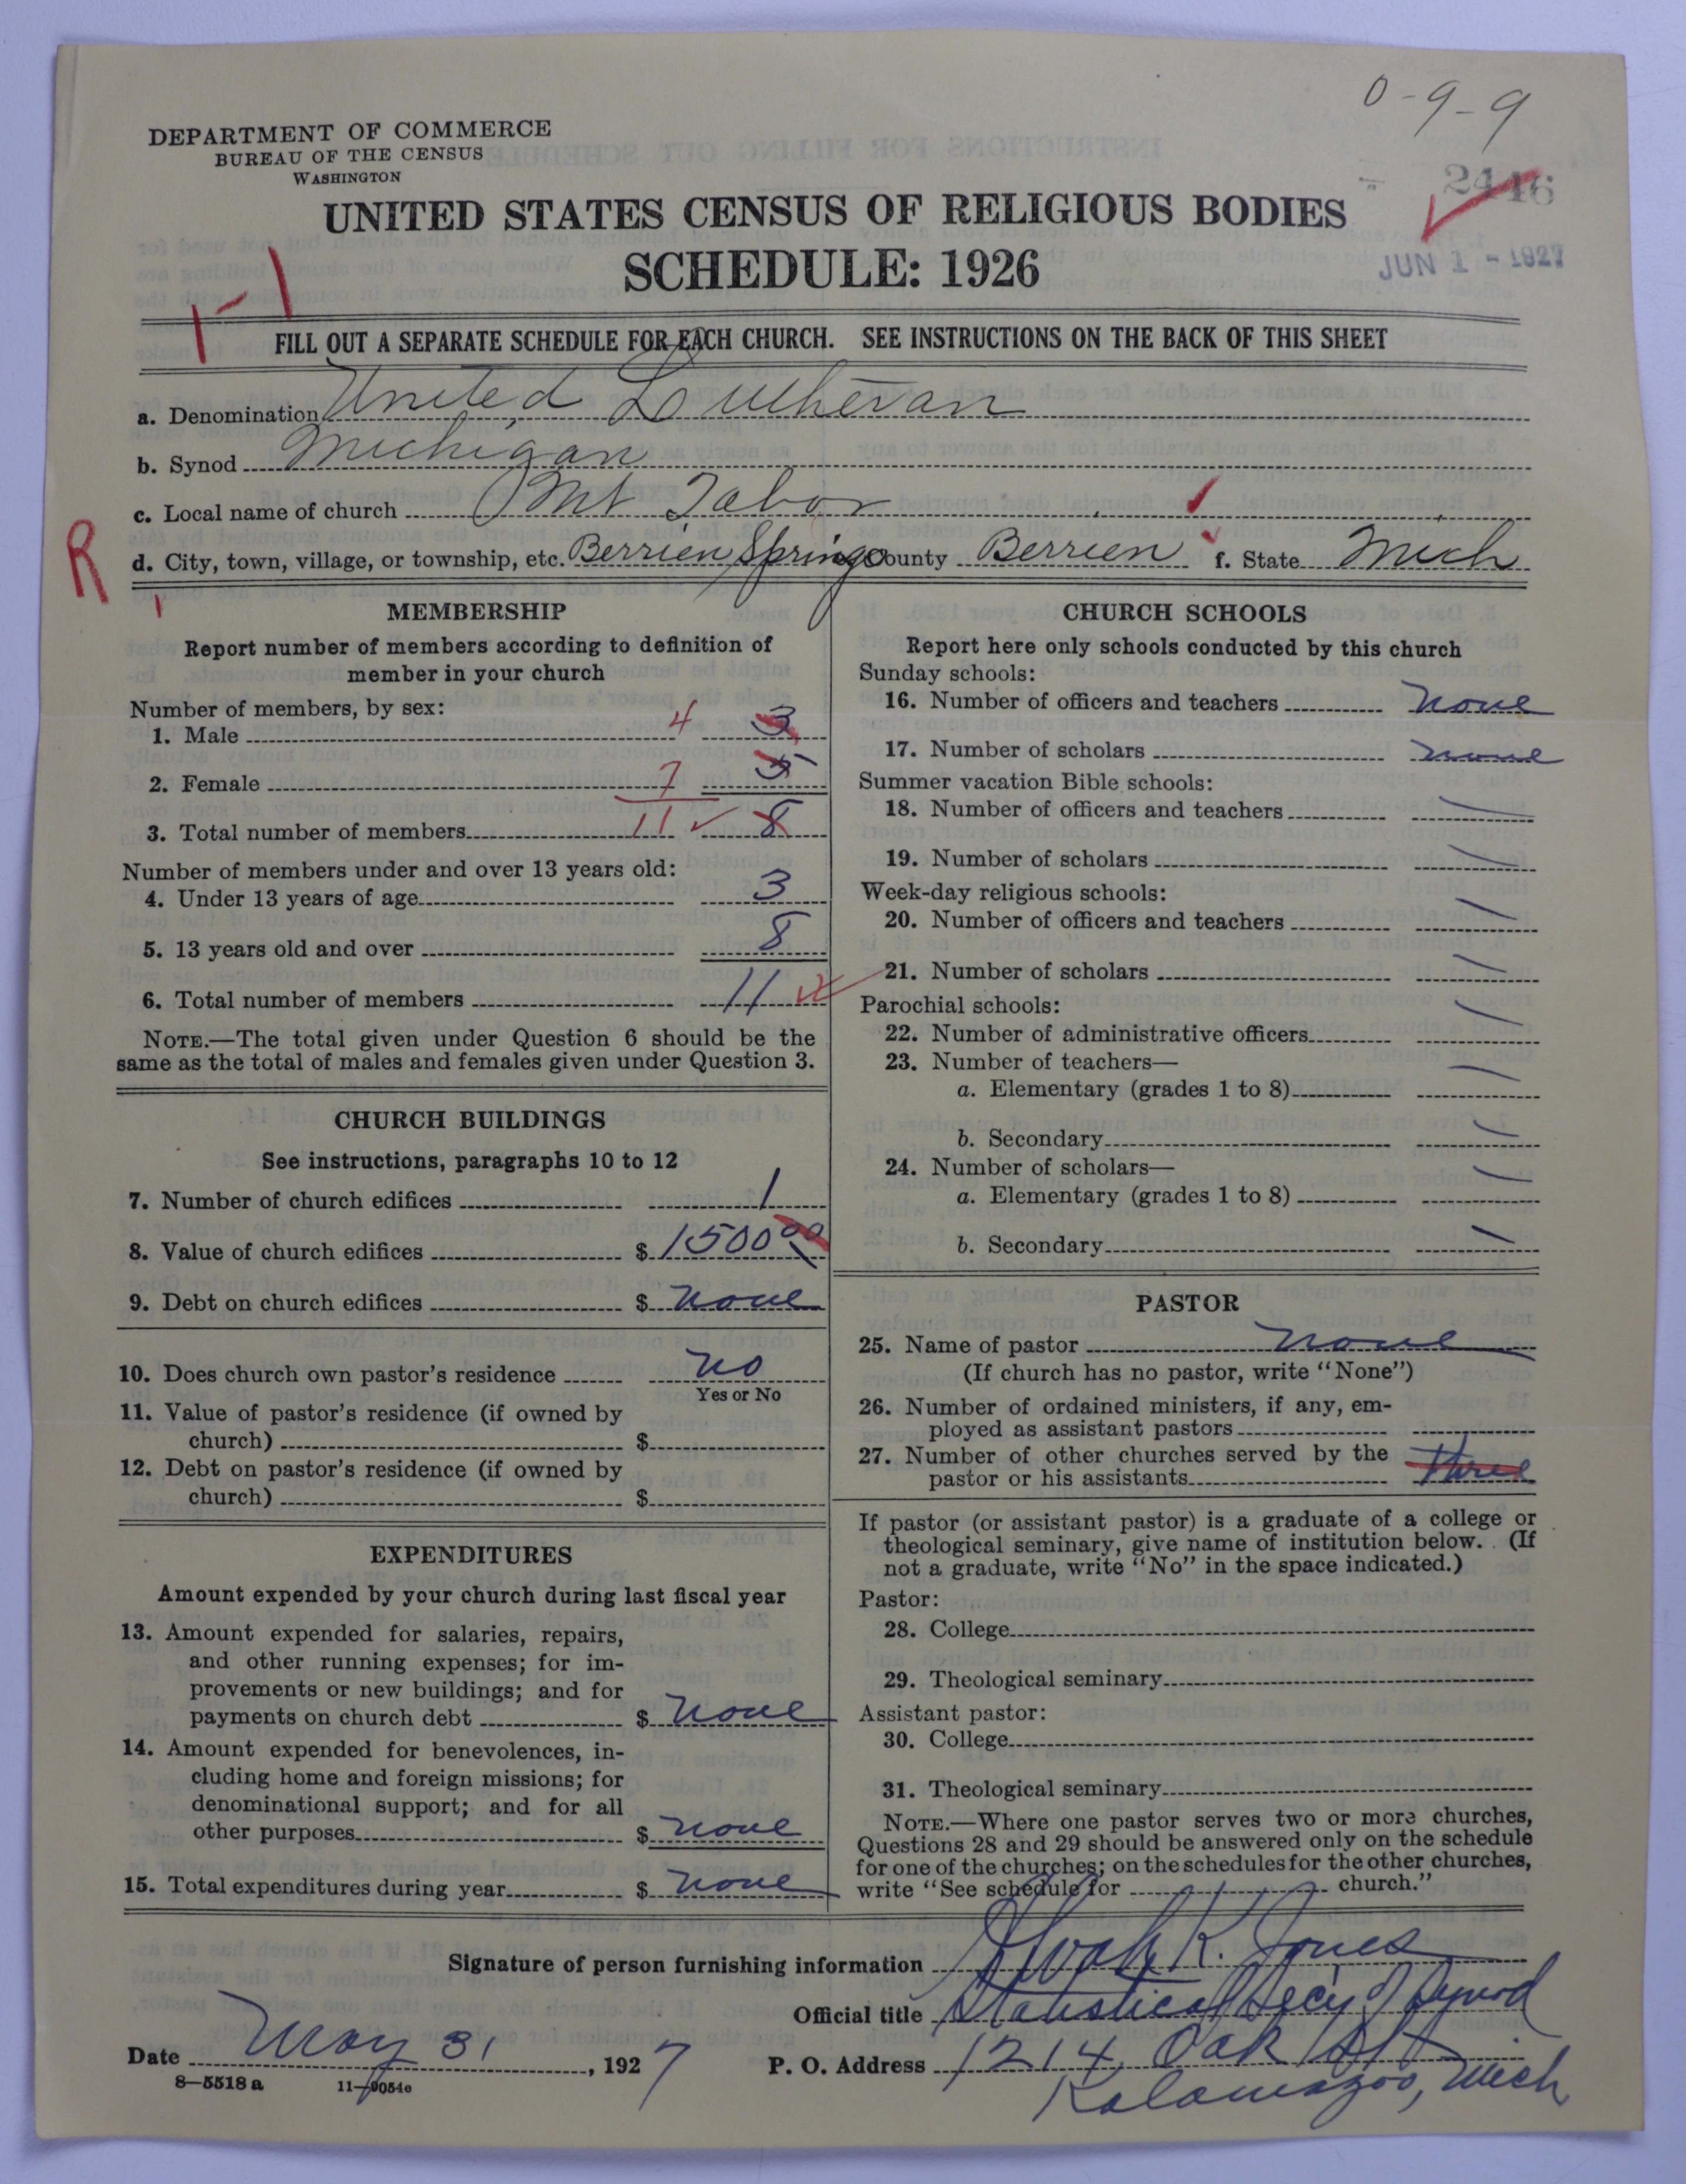 0-9-9
2446
JUN 1 - 1927
DEPARTMENT OF COMMERCE
BUREAU OF THE CENSUS
WASHINGTON
UNITED STATES CENSUS OF RELIGIOUS BODIES
SCHEDULE: 1926
1-1
FILL OUT A SEPARATE SCHEDULE FOR EACH CHURCH. SEE INSTRUCTIONS ON THE BACK OF THIS SHEET
a. Denomination United Lutheran
b. Synod Michigan
c. Local name of church Mt Tabor
R
d. City, town, village, or township, etc. Berrien Springs County Berrien f. State Mich
MEMBERSHIP
Report number of members according to definition of
member in your church
Number of members, by sex:
1. Male 4 3
2. Female 7 5
3. Total number of members 11 8
Number of members under and over 13 years old:
4. Under 13 years of age 3
5. 13 years old and over 8
6. Total number of members 11
NOTE.—The total given under Question 6 should be the
same as the total of males and females given under Question 3.
CHURCH BUILDINGS
See instructions, paragraphs 10 to 12
7. Number of church edifices 1
8. Value of church edifices $ 1500 00
9. Debt on church edifices $ none
10. Does church own pastor's residence no
Yes or No
11. Value of pastor's residence (if owned by
church) $
12. Debt on pastor's residence (if owned by
church) $
EXPENDITURES
Amount expended by your church during last fiscal year
13. Amount expended for salaries, repairs,
and other running expenses; for im-
provements or new buildings; and for
payments on church debt $ none
14. Amount expended for benevolences, in-
cluding home and foreign missions; for
denominational support; and for all
other purposes $ none
15. Total expenditures during year $ none
CHURCH SCHOOLS
Report here only schools conducted by this church
Sunday schools:
16. Number of officers and teachers none
17. Number of scholars none
Summer vacation Bible schools:
18. Number of officers and teachers
19. Number of scholars
Week-day religious schools:
20. Number of officers and teachers
21. Number of scholars
Parochial schools:
22. Number of administrative officers
23. Number of teachers—
a. Elementary (grades 1 to 8)
b. Secondary
24. Number of scholars—
a. Elementary (grades 1 to 8)
b. Secondary
PASTOR
25. Name of pastor none
(If church has no pastor, write "None")
26. Number of ordained ministers, if any, em-
ployed as assistant pastors
27. Number of other churches served by the
pastor or his assistants three
If pastor (or assistant pastor) is a graduate of a college or
theological seminary, give name of institution below. (If
not a graduate, write "No" in the space indicated.)
Pastor:
28. College
29. Theological seminary
Assistant pastor:
30. College
31. Theological seminary
NOTE.—Where one pastor serves two or more churches,
Questions 28 and 29 should be answered only on the schedule
for one of the churches; on the schedules for the other churches,
write "See schedule for church."
Signature of person furnishing information Alvah K. Jones
Official title Statistical Secy of Synod
Date May 31, 1927
P. O. Address 1214 Oak St
Kalamazoo, Mich
8—5518 a 11—9054e